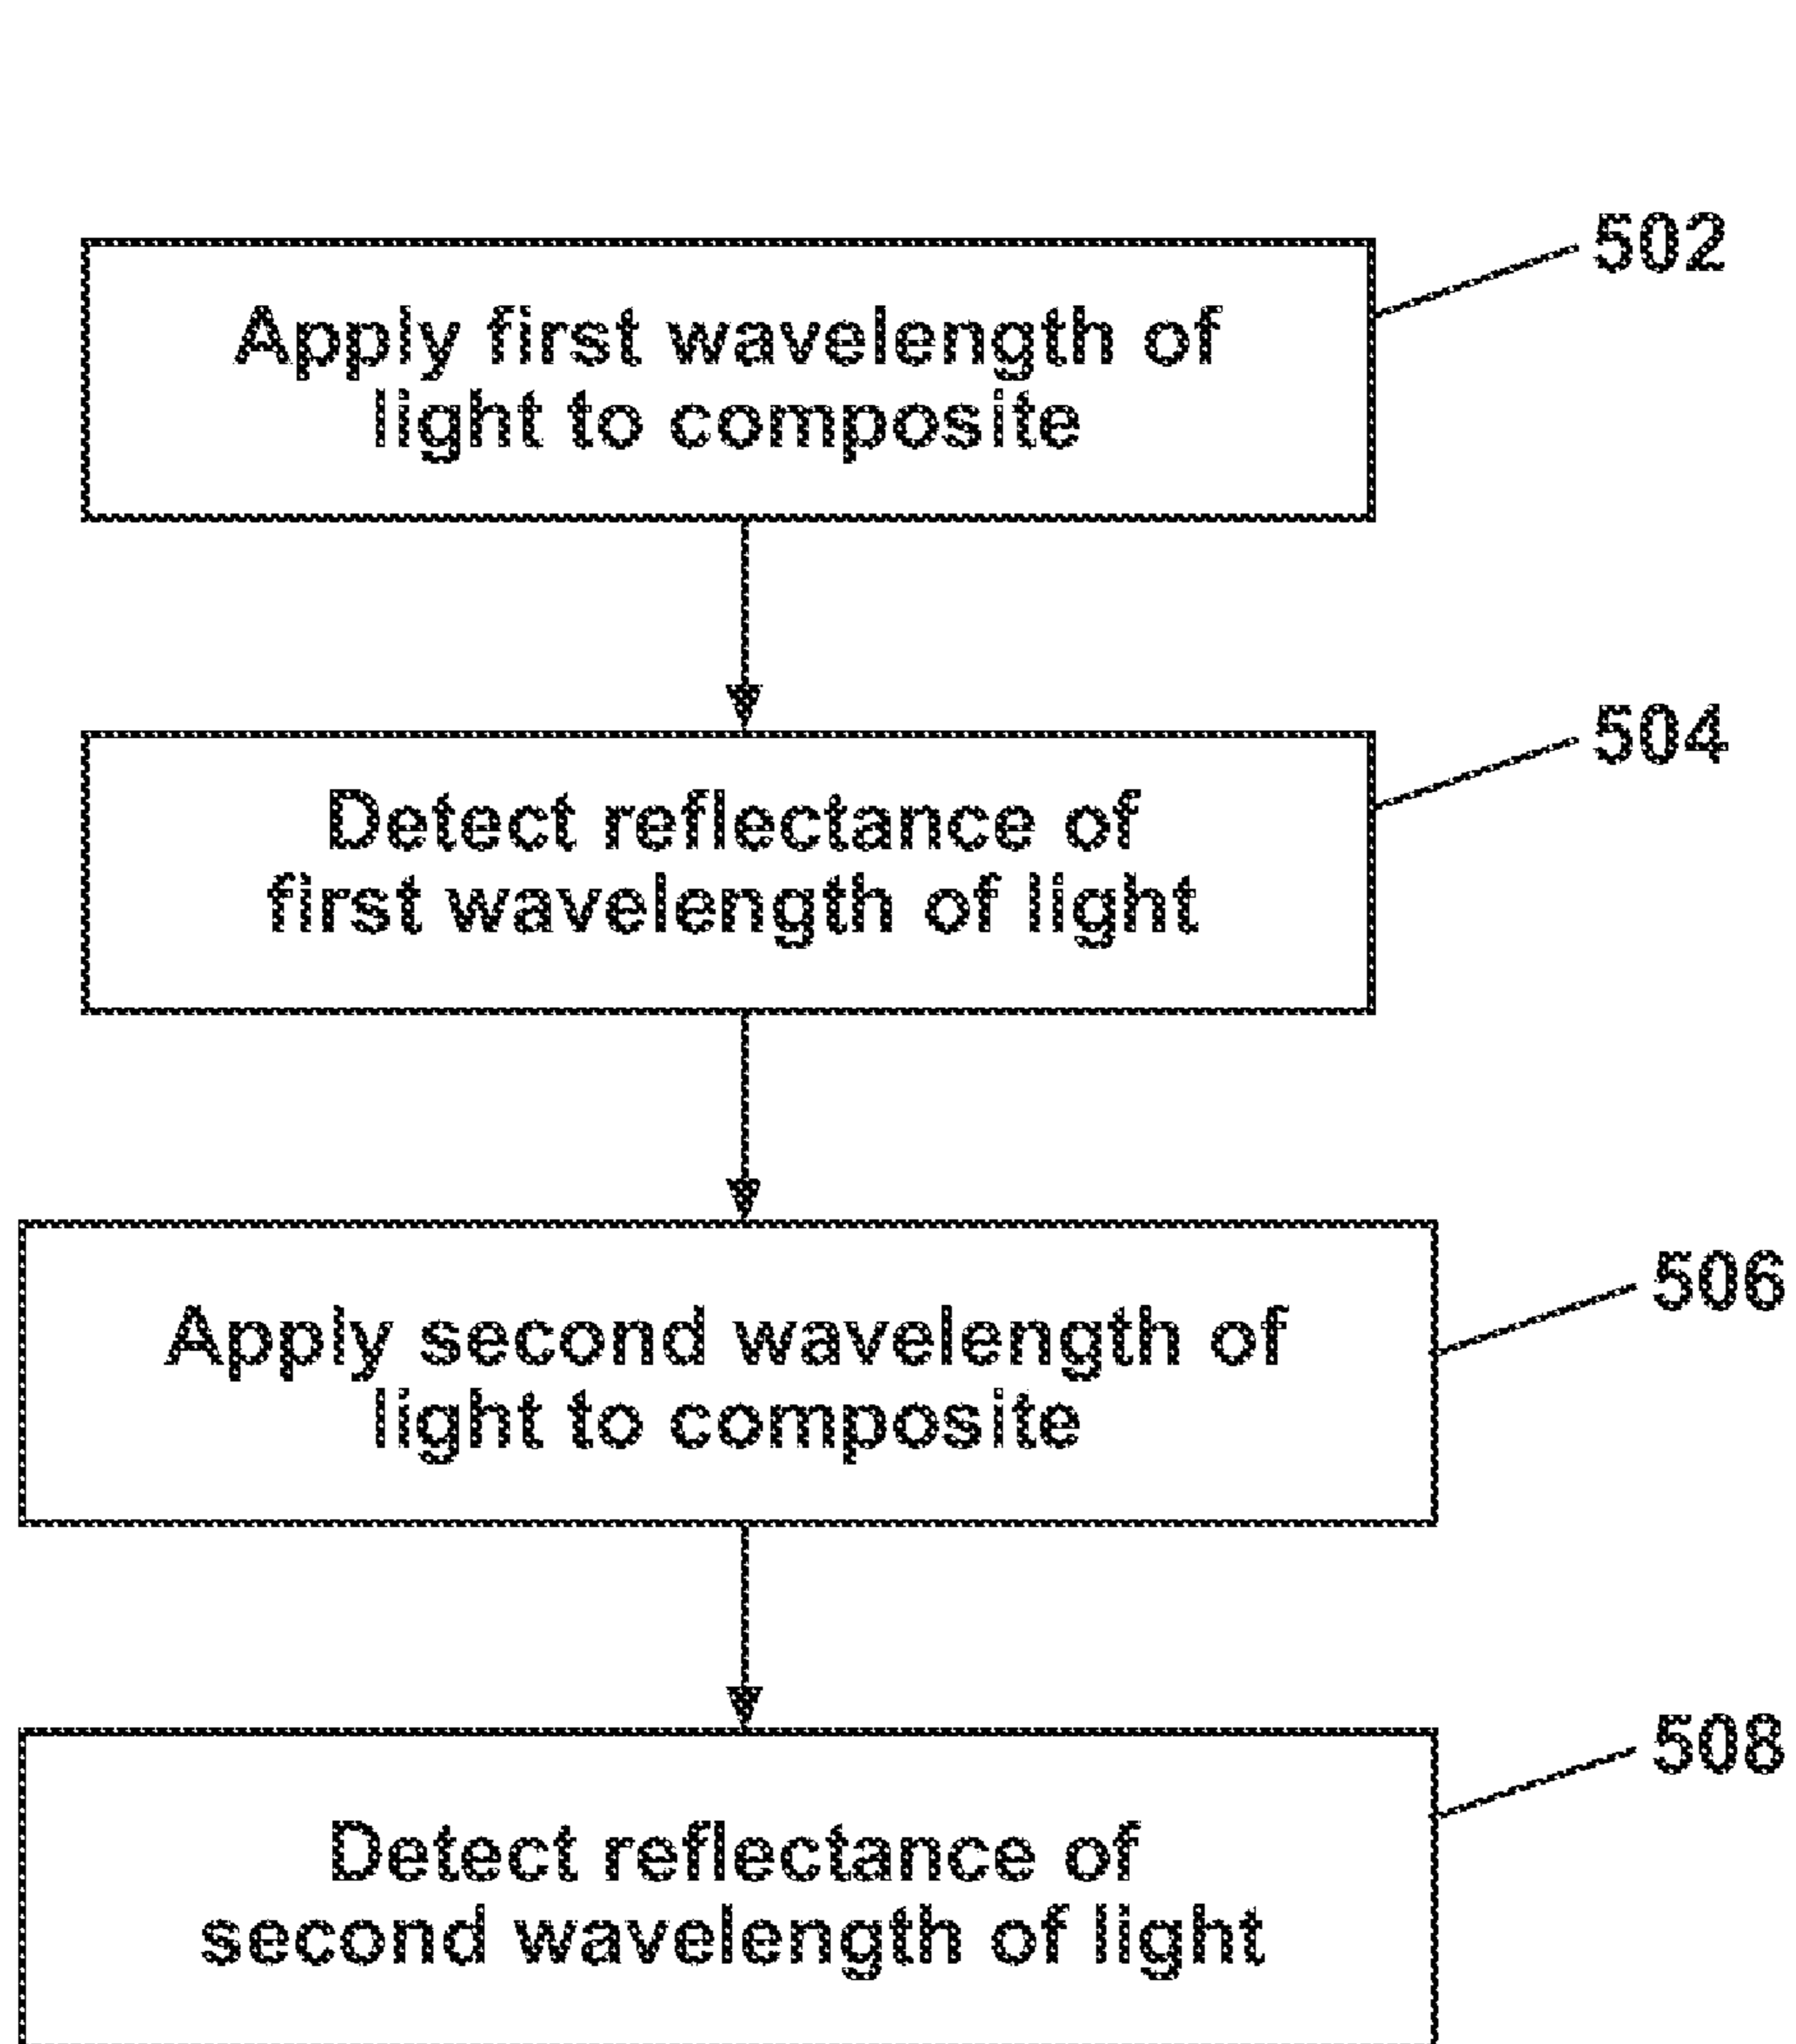 502
Apply first wavelength of
light to composite
504
Detect reflectance of
first wavelength of light
506
Apply second wavelength of
light to composite
508
Detect reflectance of
second wavelength of light